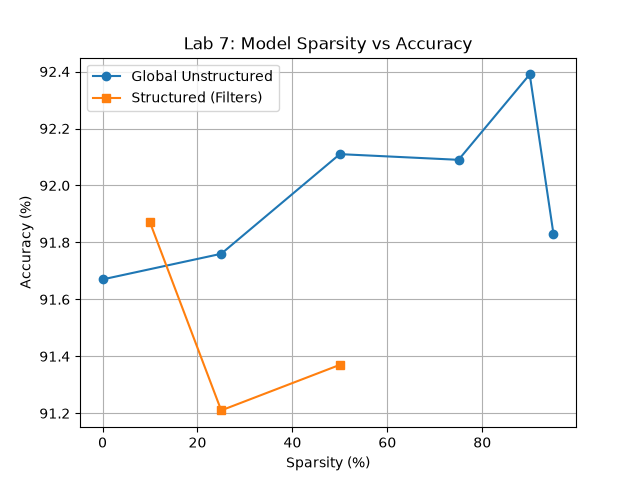 Lab 7: Model Sparsity vs Accuracy
Global Unstructured
Structured (Filters)
Accuracy (%)
92.4
92.2
92.0
91.8
91.6
91.4
91.2
0 20 40 60 80
Sparsity (%)